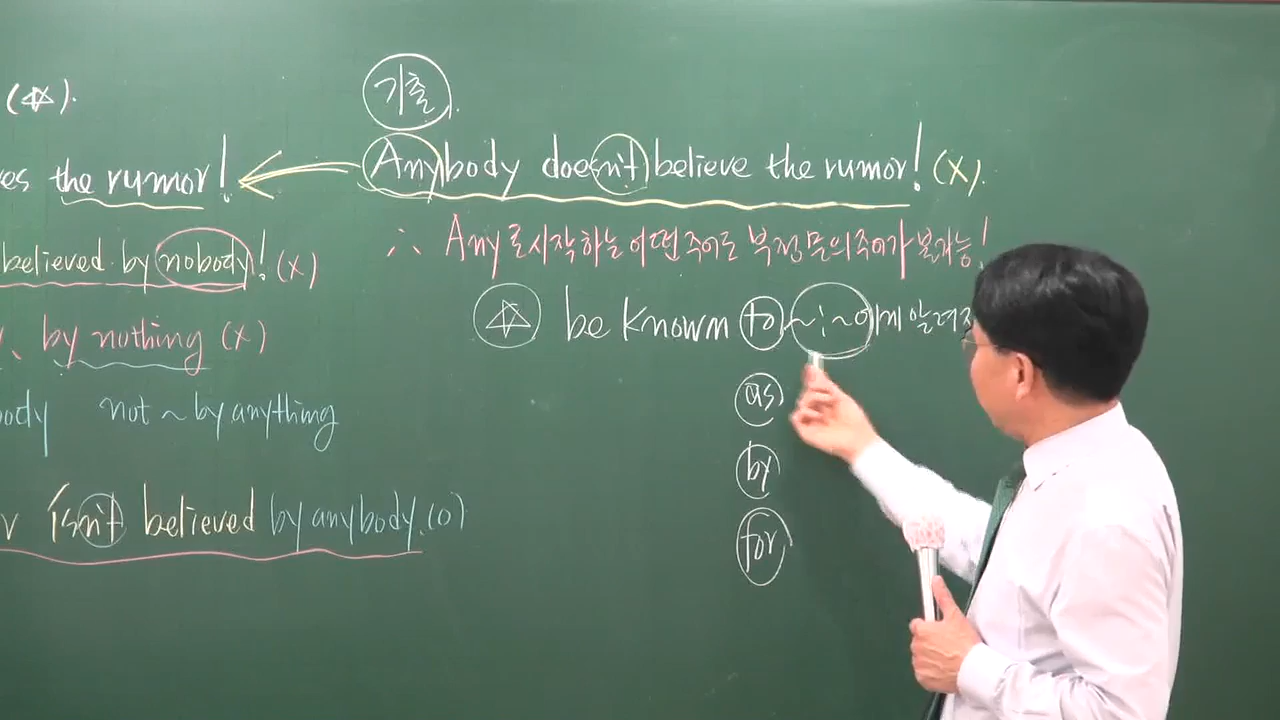 (☆).
기출.
es the rumor!
Anybody doesn't believe the rumor! (X).
believed by nobody! (X)
∴ Any로 시작하는 어떤 주어도 부정문의 주어가 불가능!
☆ be known to ~ : ~에게 알려지
by nothing (X)
as
body not ~ by anything
by
isn't believed by anybody. (O)
for